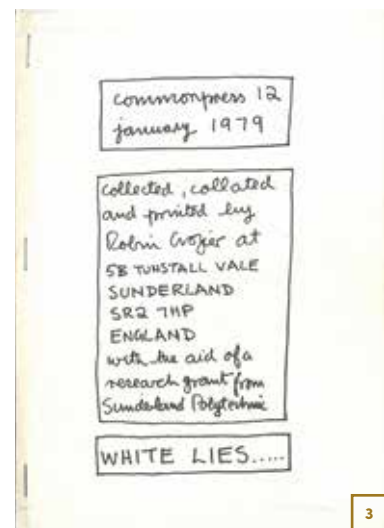 commonpress 12
january 1979
collected, collated
and printed by
Robin Crozier at
5B TUNSTALL VALE
SUNDERLAND
SR2 7HP
ENGLAND
with the aid of a
research grant from
Sunderland Polytechnic
WHITE LIES.....
3